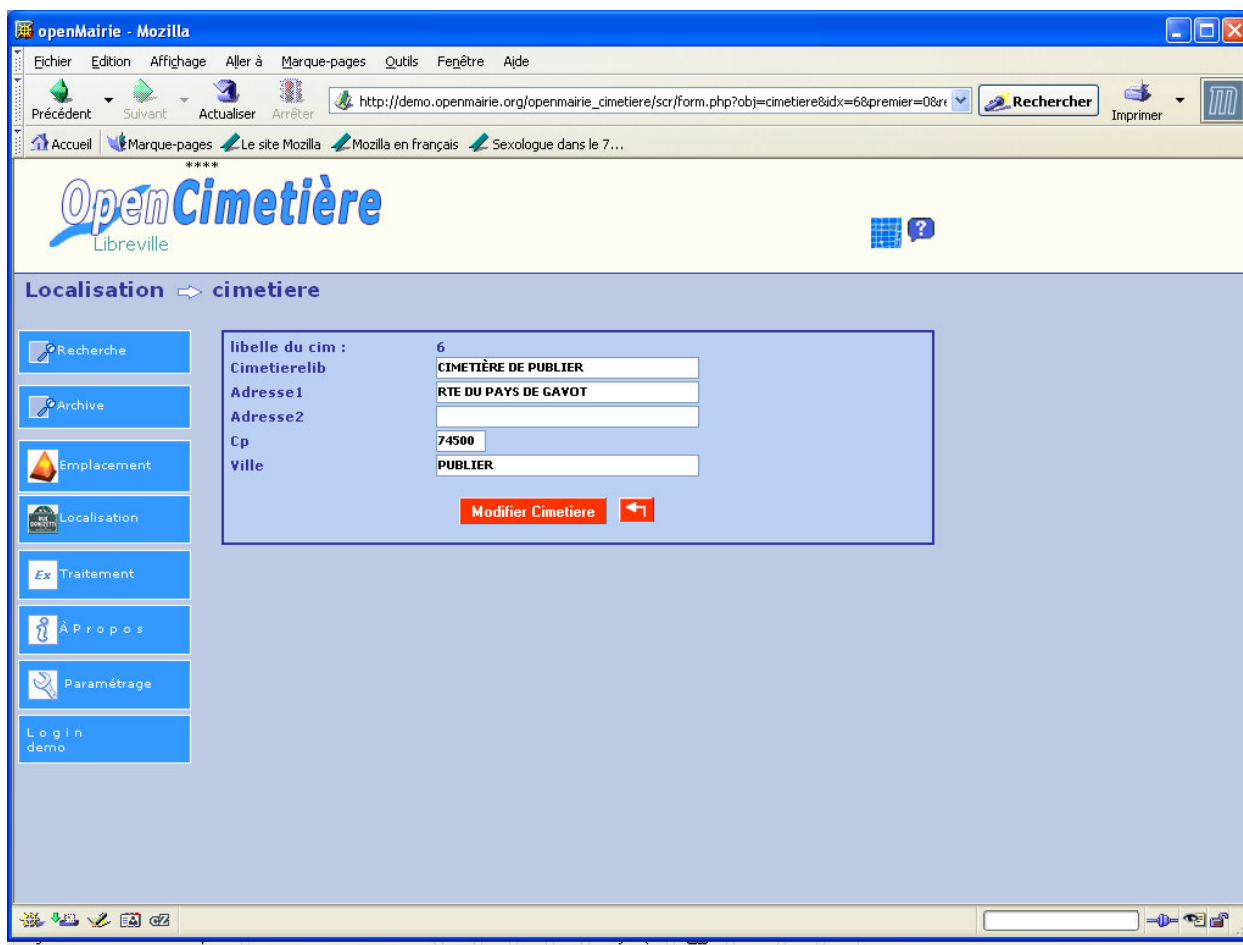 openMairie - Mozilla
Fichier Edition Affichage Aller à Marque-pages Outils Fenêtre Aide
Précédent Suivant Actualiser Arrêter http://demo.openmairie.org/openmairie_cimetiere/scr/form.php?obj=cimetiere&idx=6&premier=0&re Rechercher Imprimer
Accueil Marque-pages Le site Mozilla Mozilla en français Sexologue dans le 7...
****
OpenCimetière
Libreville
Localisation cimetiere
Recherche
Archive
Emplacement
Localisation
Ex Traitement
À Propos
Paramétrage
Login
demo
libelle du cim : 6
Cimetierelib CIMETIÈRE DE PUBLIER
Adresse1 RTE DU PAYS DE GAVOT
Adresse2
Cp 74500
Ville PUBLIER
Modifier Cimetiere